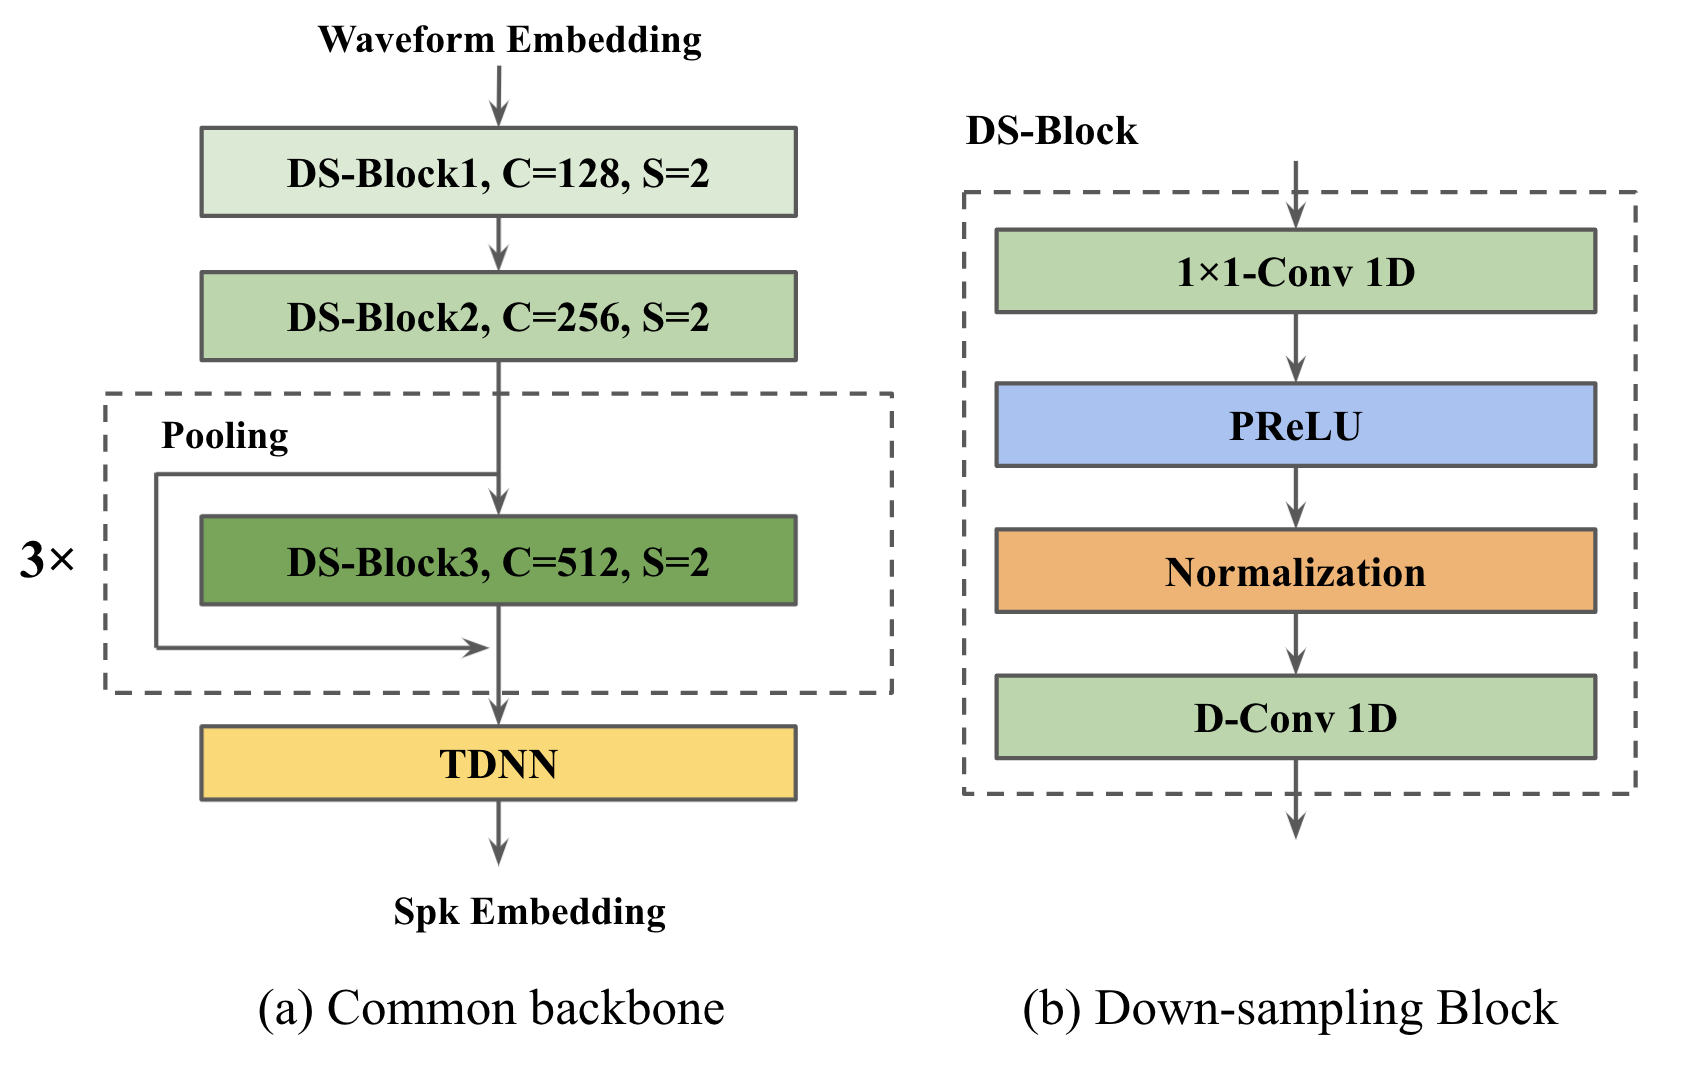 Waveform Embedding
DS-Block1, C=128, S=2
DS-Block2, C=256, S=2
Pooling
3×
DS-Block3, C=512, S=2
TDNN
Spk Embedding
(a) Common backbone
DS-Block
1×1-Conv 1D
PReLU
Normalization
D-Conv 1D
(b) Down-sampling Block